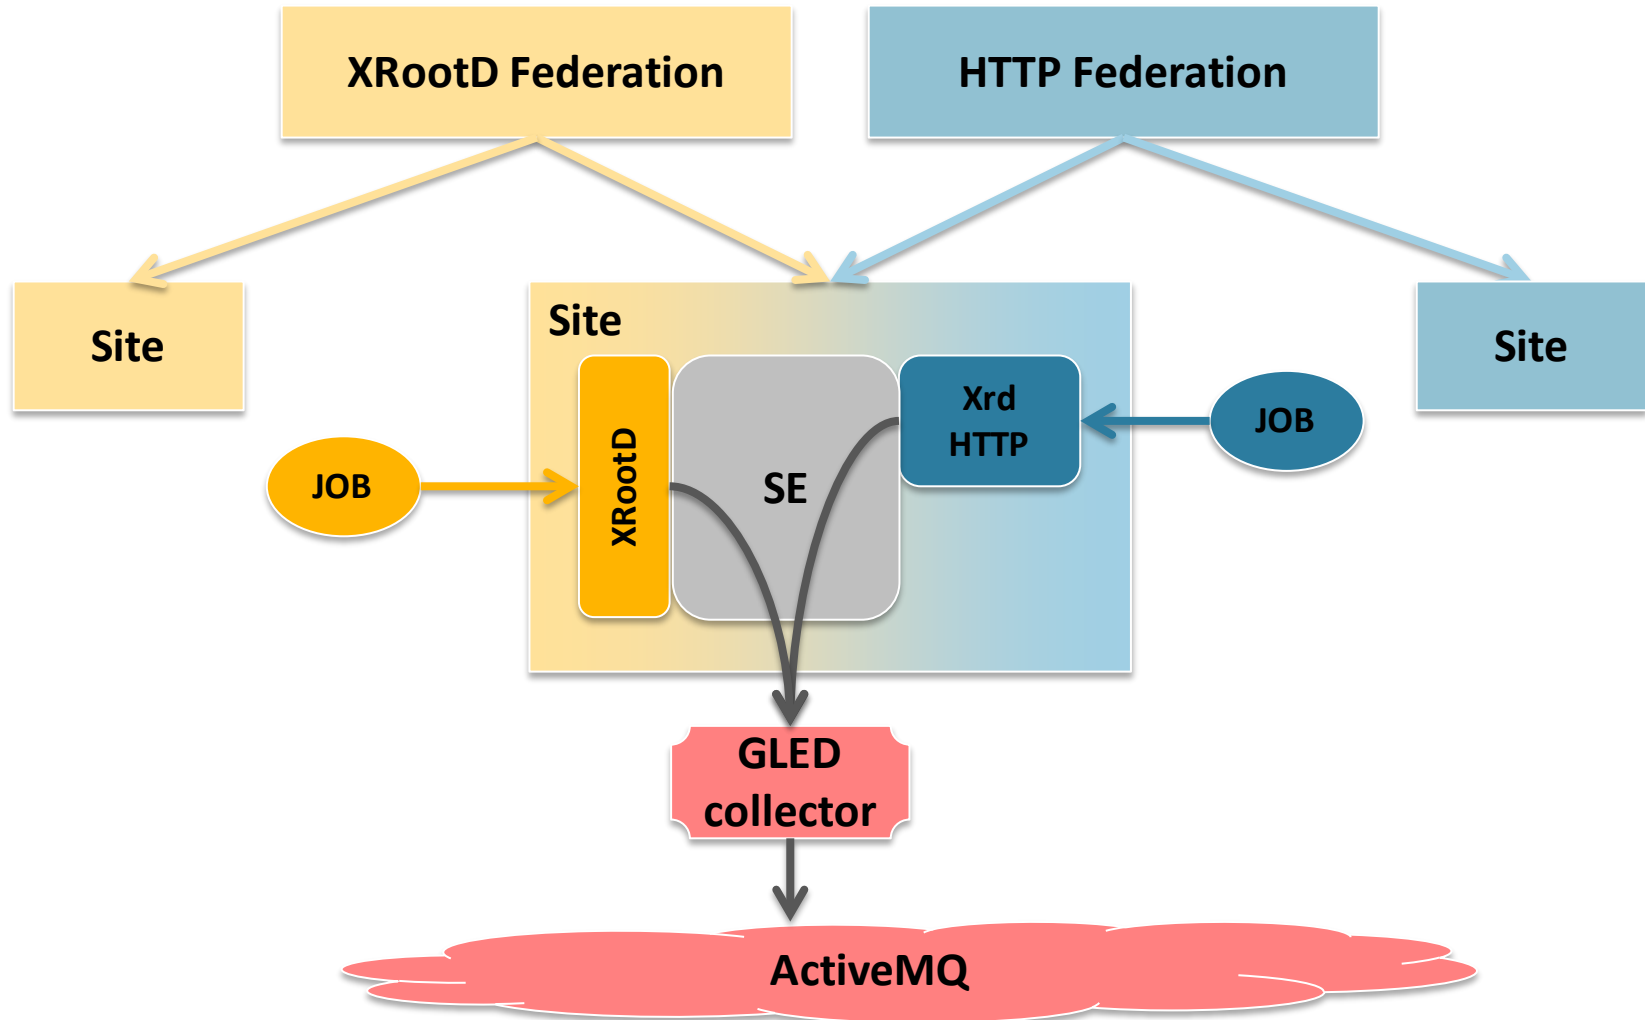 XRootD Federation
HTTP Federation
Site
Site
Site
XRootD
SE
Xrd
HTTP
JOB
JOB
GLED
collector
ActiveMQ